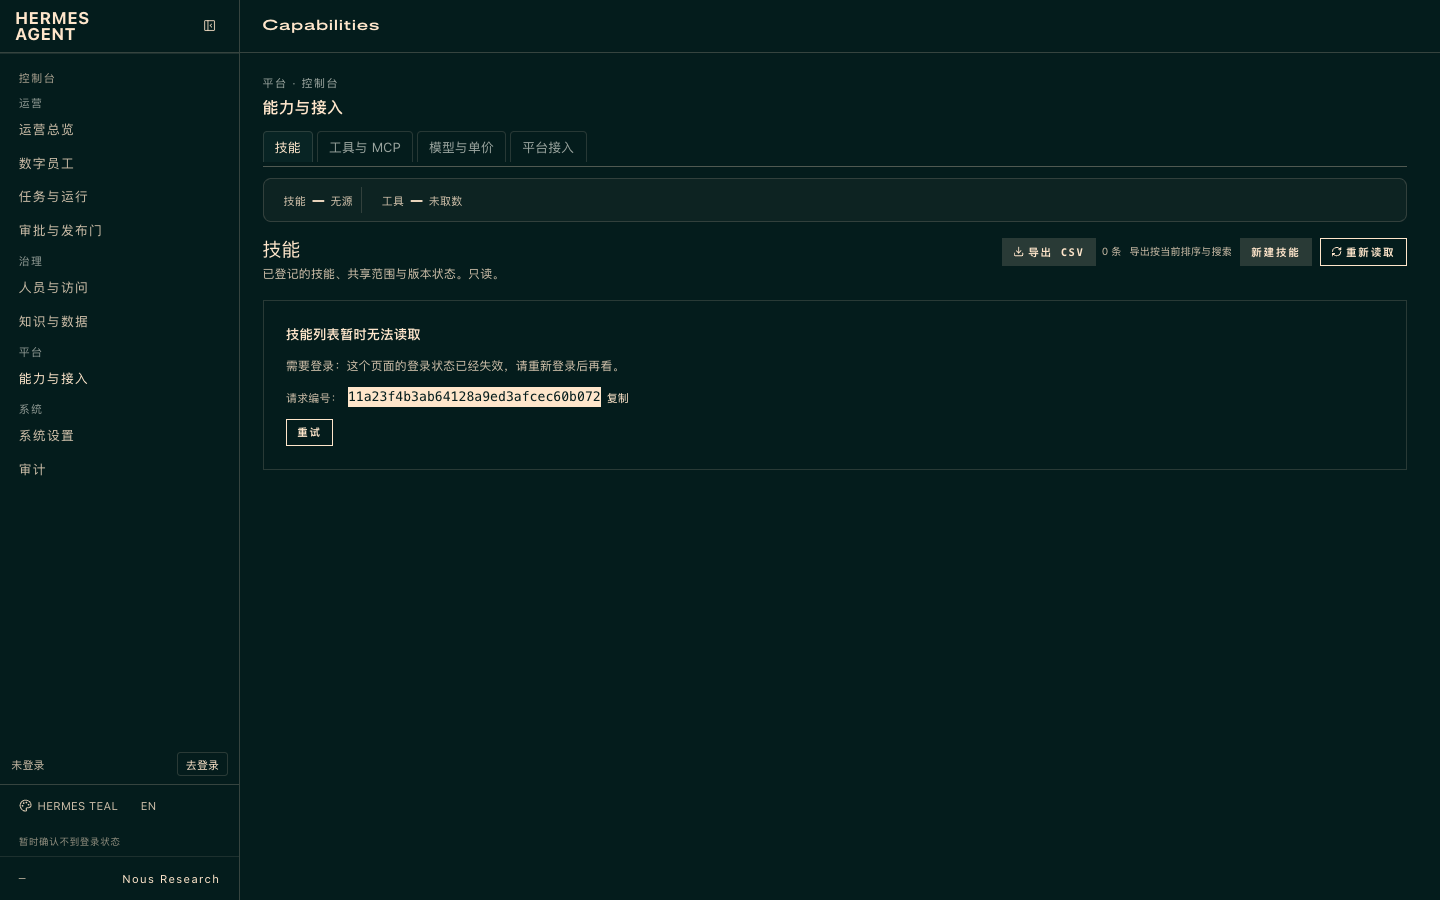 HERMES
AGENT
控制台
运营
运营总览
数字员工
任务与运行
审批与发布门
治理
人员与访问
知识与数据
平台
能力与接入
系统
系统设置
审计
未登录 去登录
HERMES TEAL EN
暂时确认不到登录状态
— Nous Research
Capabilities
平台 · 控制台
能力与接入
技能 工具与 MCP 模型与单价 平台接入
技能 — 无源 工具 — 未取数
技能
已登记的技能、共享范围与版本状态。只读。
导出 CSV 0 条 导出按当前排序与搜索 新建技能 重新读取
技能列表暂时无法读取
需要登录：这个页面的登录状态已经失效，请重新登录后再看。
请求编号： 11a23f4b3ab64128a9ed3afcec60b072 复制
重试